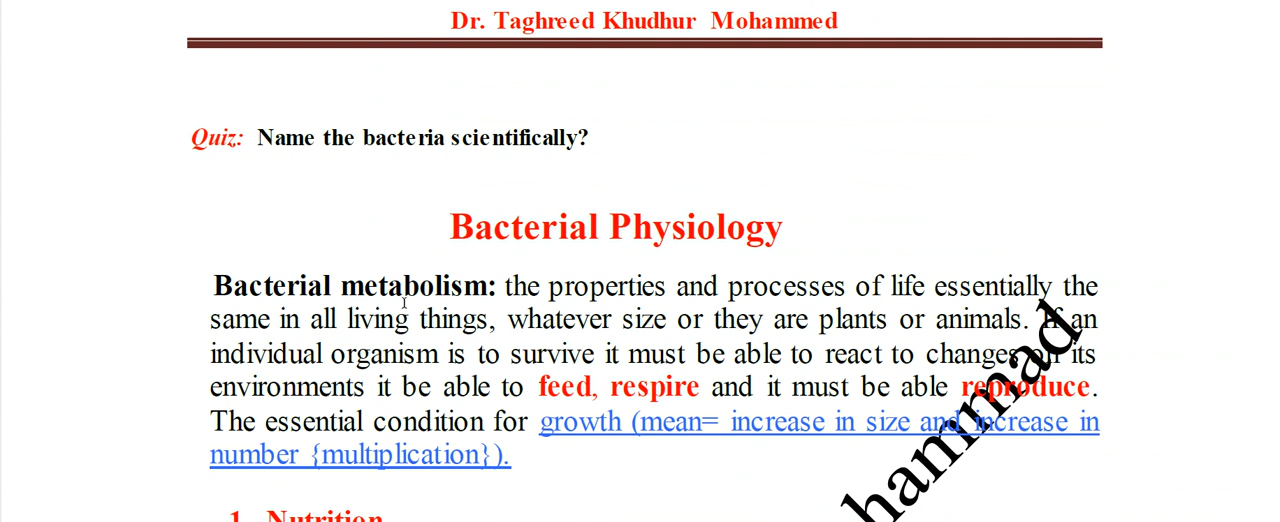 Dr. Taghreed Khudhur Mohammed
Quiz: Name the bacteria scientifically?
Bacterial Physiology
Bacterial metabolism: the properties and processes of life essentially the
same in all living things, whatever size or they are plants or animals. If an
individual organism is to survive it must be able to react to changes on its
environments it be able to feed, respire and it must be able reproduce.
The essential condition for growth (mean= increase in size and increase in
number {multiplication}).
1. Nutrition
hammad